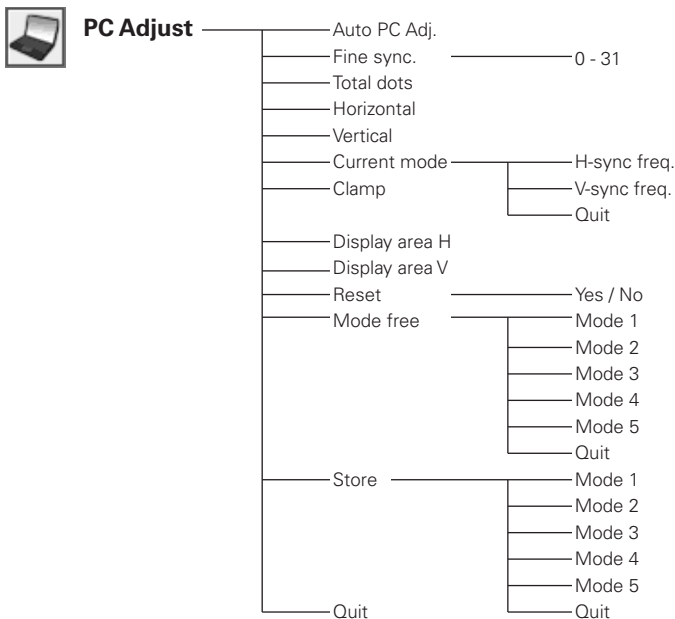 PC Adjust
Auto PC Adj.
Fine sync. 0 - 31
Total dots
Horizontal
Vertical
Current mode H-sync freq.
Clamp V-sync freq.
Quit
Display area H
Display area V
Reset Yes / No
Mode free Mode 1
Mode 2
Mode 3
Mode 4
Mode 5
Quit
Store Mode 1
Mode 2
Mode 3
Mode 4
Mode 5
Quit Quit